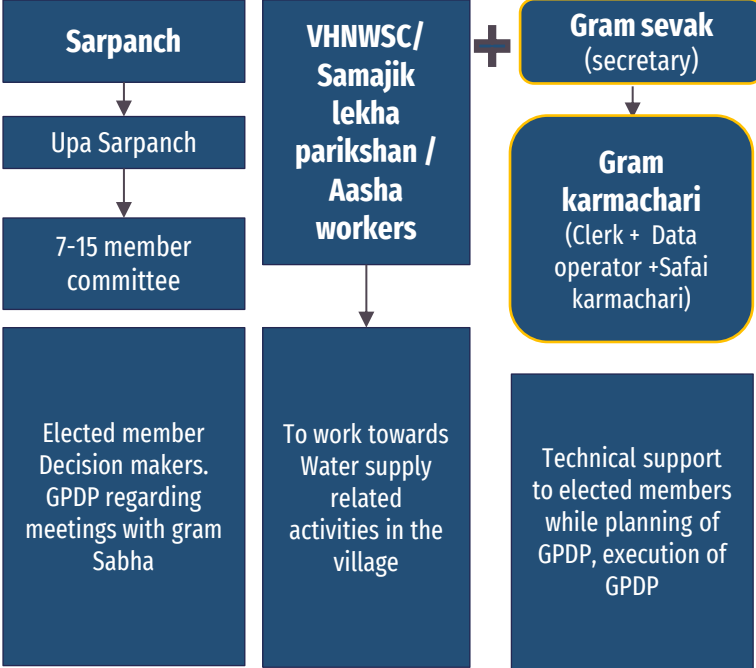 Sarpanch
Upa Sarpanch
7-15 member
committee
Elected member
Decision makers.
GPDP regarding
meetings with gram
Sabha
VHNWSC/
Samajik
lekha
parikshan /
Aasha
workers
To work towards
Water supply
related
activities in the
village
Gram sevak
(secretary)
Gram
karmachari
(Clerk + Data
operator +Safai
karmachari)
Technical support
to elected members
while planning of
GPDP, execution of
GPDP